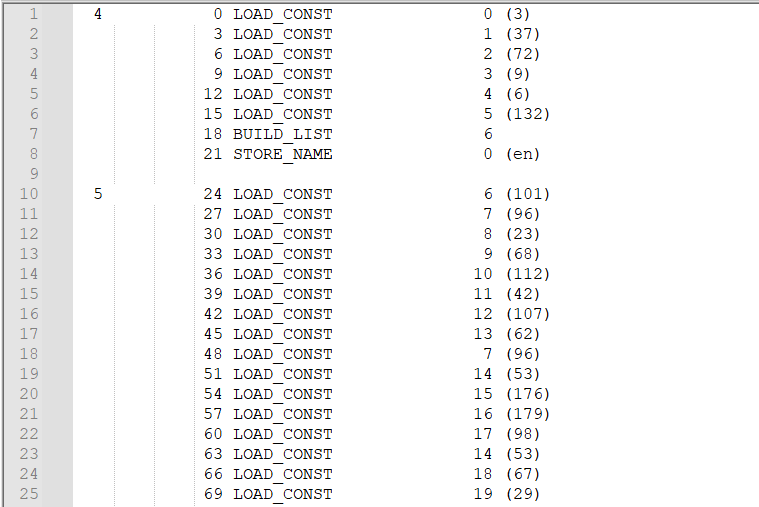 1 4 0 LOAD_CONST 0 (3)
2 3 LOAD_CONST 1 (37)
3 6 LOAD_CONST 2 (72)
4 9 LOAD_CONST 3 (9)
5 12 LOAD_CONST 4 (6)
6 15 LOAD_CONST 5 (132)
7 18 BUILD_LIST 6
8 21 STORE_NAME 0 (en)
9
10 5 24 LOAD_CONST 6 (101)
11 27 LOAD_CONST 7 (96)
12 30 LOAD_CONST 8 (23)
13 33 LOAD_CONST 9 (68)
14 36 LOAD_CONST 10 (112)
15 39 LOAD_CONST 11 (42)
16 42 LOAD_CONST 12 (107)
17 45 LOAD_CONST 13 (62)
18 48 LOAD_CONST 7 (96)
19 51 LOAD_CONST 14 (53)
20 54 LOAD_CONST 15 (176)
21 57 LOAD_CONST 16 (179)
22 60 LOAD_CONST 17 (98)
23 63 LOAD_CONST 14 (53)
24 66 LOAD_CONST 18 (67)
25 69 LOAD_CONST 19 (29)